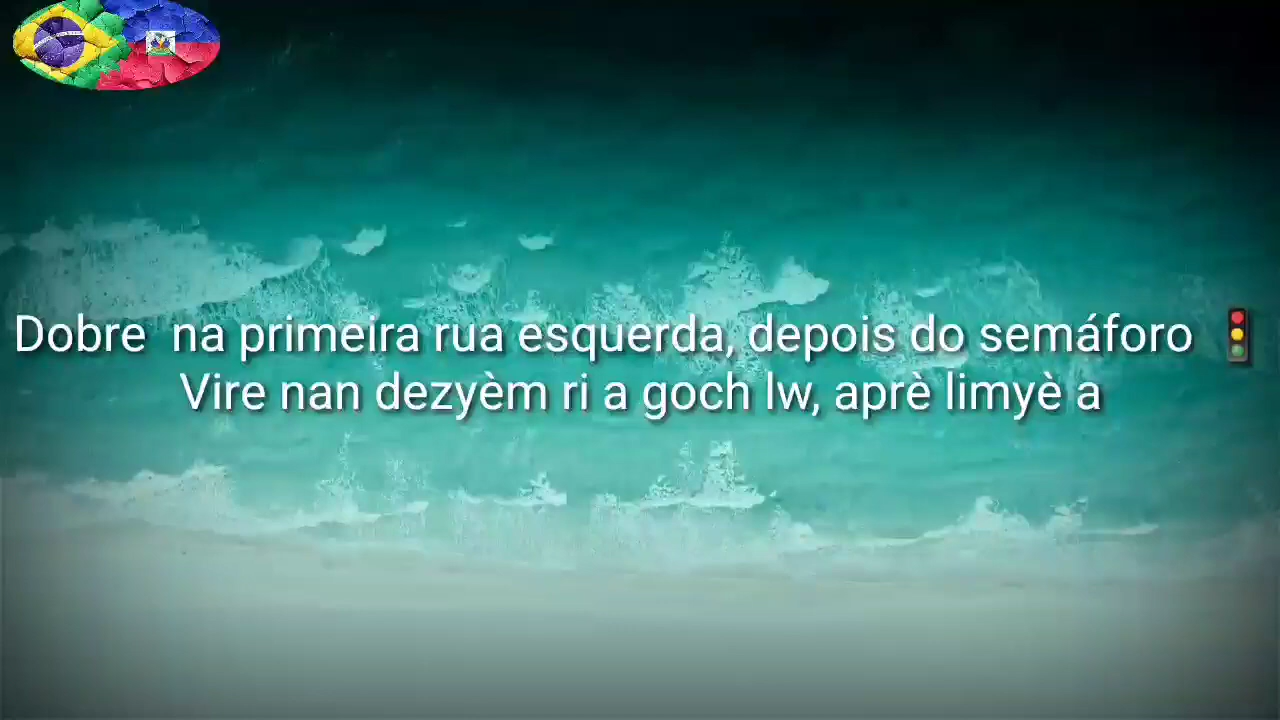 Dobre na primeira rua esquerda, depois do semáforo 🚦
Vire nan dezyèm ri a goch lw, aprè limyè a